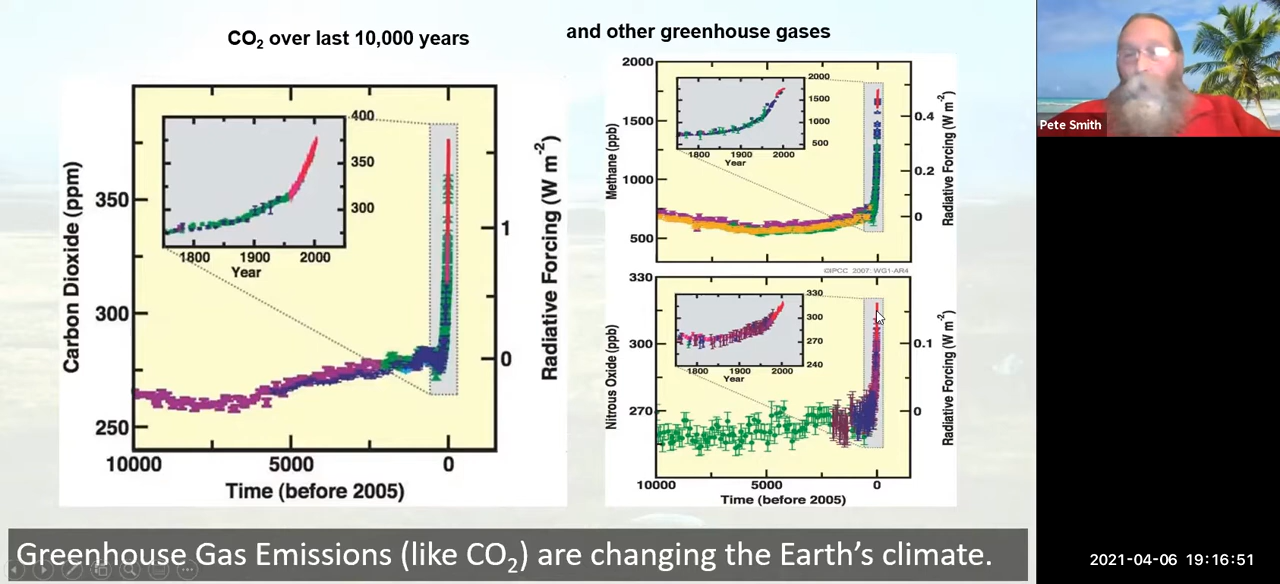 CO₂ over last 10,000 years
and other greenhouse gases
Carbon Dioxide (ppm)
350
300
250
400
350
300
1800 1900 2000
Year
1
0
Radiative Forcing (W m⁻²)
10000 5000 0
Time (before 2005)
Methane (ppb)
2000
1500
1000
500
2000
1500
1000
500
1800 1900 2000
Year
0.4
0.2
0
Radiative Forcing (W m⁻²)
©IPCC 2007: WG1-AR4
Nitrous Oxide (ppb)
330
300
270
330
300
270
240
1800 1900 2000
Year
0.1
0
Radiative Forcing (W m⁻²)
10000 5000 0
Time (before 2005)
Greenhouse Gas Emissions (like CO₂) are changing the Earth’s climate.
Pete Smith
2021-04-06 19:16:51